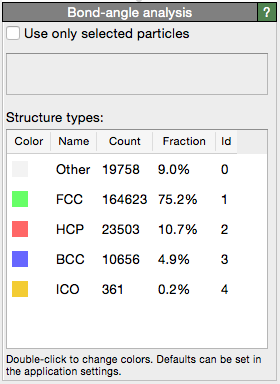 Bond-angle analysis ?
Use only selected particles
Structure types:
Color Name Count Fraction Id
Other 19758 9.0% 0
FCC 164623 75.2% 1
HCP 23503 10.7% 2
BCC 10656 4.9% 3
ICO 361 0.2% 4
Double-click to change colors. Defaults can be set in
the application settings.